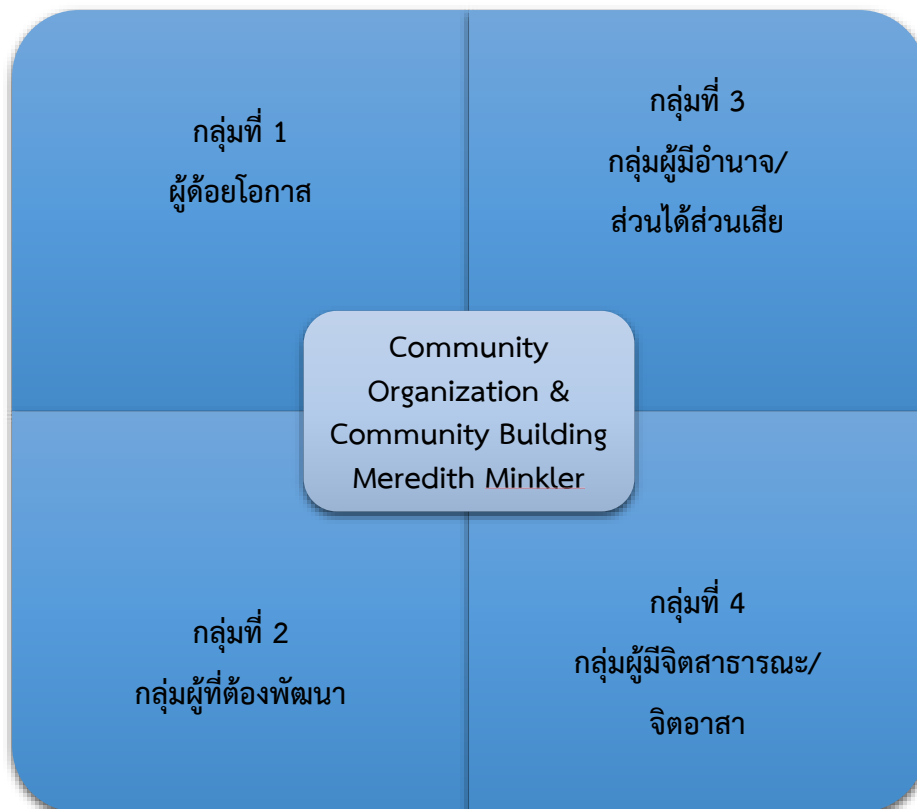 กลุ่มที่ 1
ผู้ด้อยโอกาส
กลุ่มที่ 3
กลุ่มผู้มีอำนาจ/
ส่วนได้ส่วนเสีย
Community
Organization &
Community Building
Meredith Minkler
กลุ่มที่ 2
กลุ่มผู้ที่ต้องพัฒนา
กลุ่มที่ 4
กลุ่มผู้มีจิตสาธารณะ/
จิตอาสา